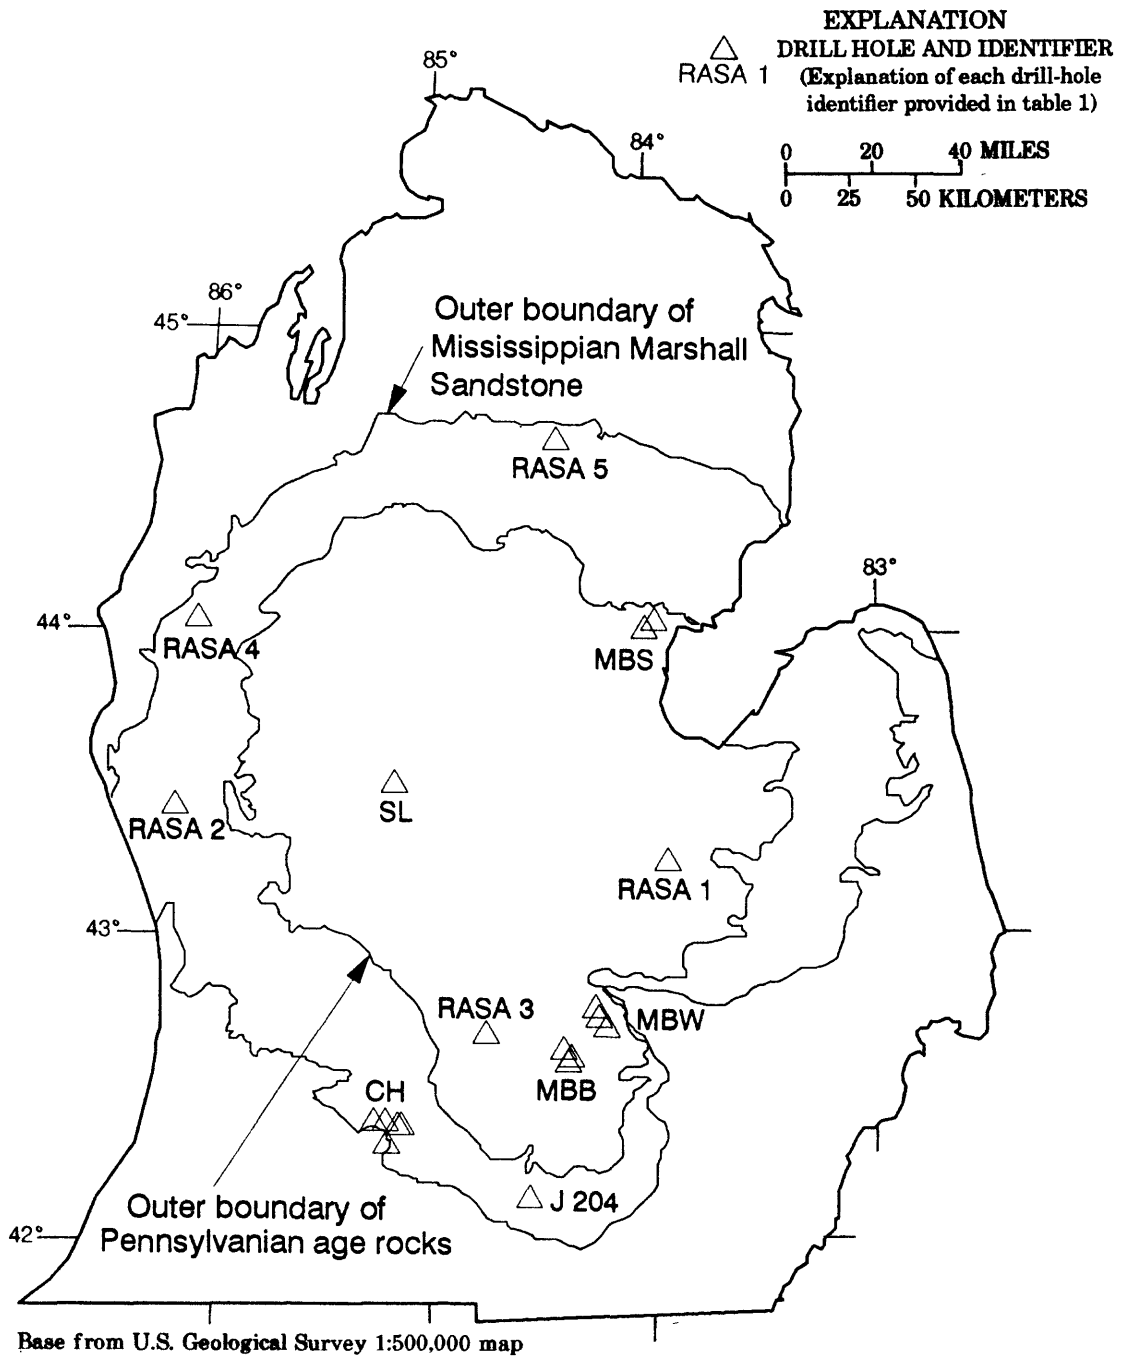 EXPLANATION
DRILL HOLE AND IDENTIFIER
RASA 1
(Explanation of each drill-hole
identifier provided in table 1)
0 20 40 MILES
0 25 50 KILOMETERS
85°
84°
86°
45°
Outer boundary of
Mississippian Marshall
Sandstone
RASA 5
83°
44°
RASA 4
MBS
SL
RASA 2
RASA 1
43°
RASA 3
MBW
MBB
CH
J 204
Outer boundary of
Pennsylvanian age rocks
42°
Base from U.S. Geological Survey 1:500,000 map